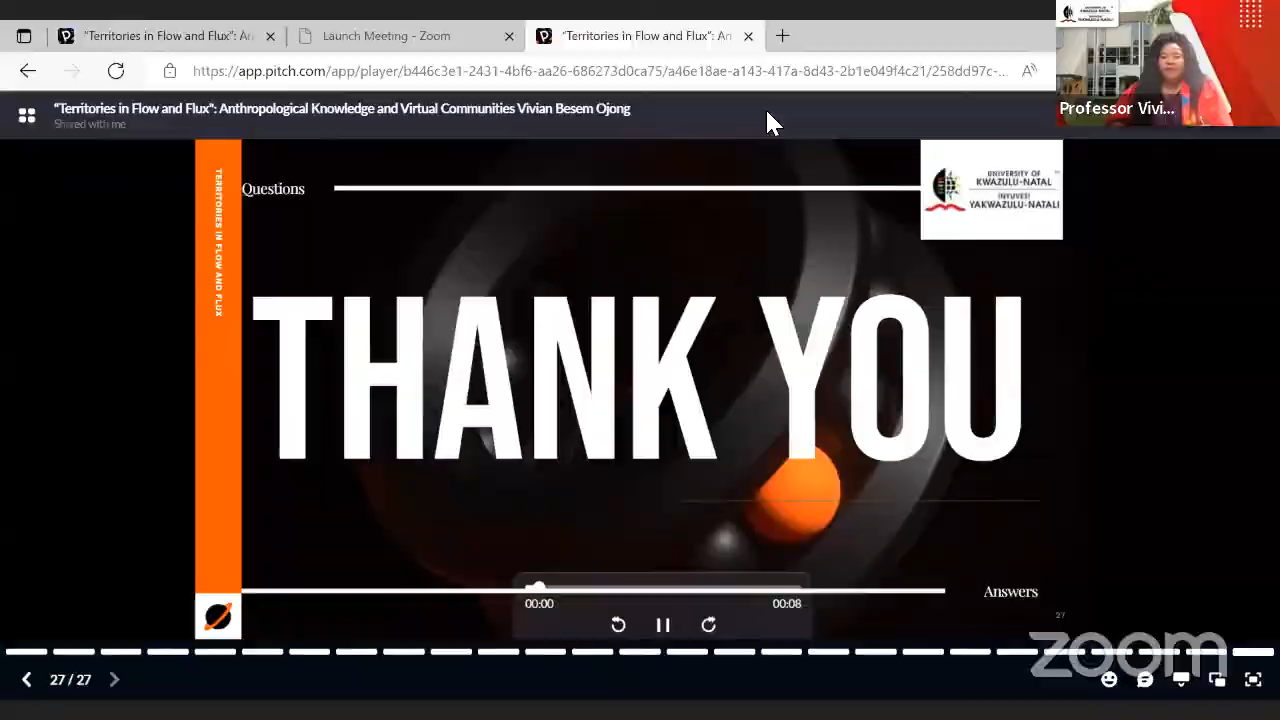 "Territories in Flow and Flux": An
Launch Meeting - Zoom
"Territories in Flow and Flux": An
https://app.pitch.com/app/player/b446c3e1-2431-4bf6-aa26-686273d0ca75/a46e18ae-a143-417a-8d43-2b1e049f2c21/258dd97c-...
"Territories in Flow and Flux": Anthropological Knowledge and Virtual Communities Vivian Besem Ojong
Shared with me
Professor Vivi...
TERRITORIES IN FLOW AND FLUX
Questions
UNIVERSITY OF
KWAZULU-NATAL
INYUVESI
YAKWAZULU-NATALI
THANK YOU
00:00
00:08
Answers
27
zoom
27 / 27